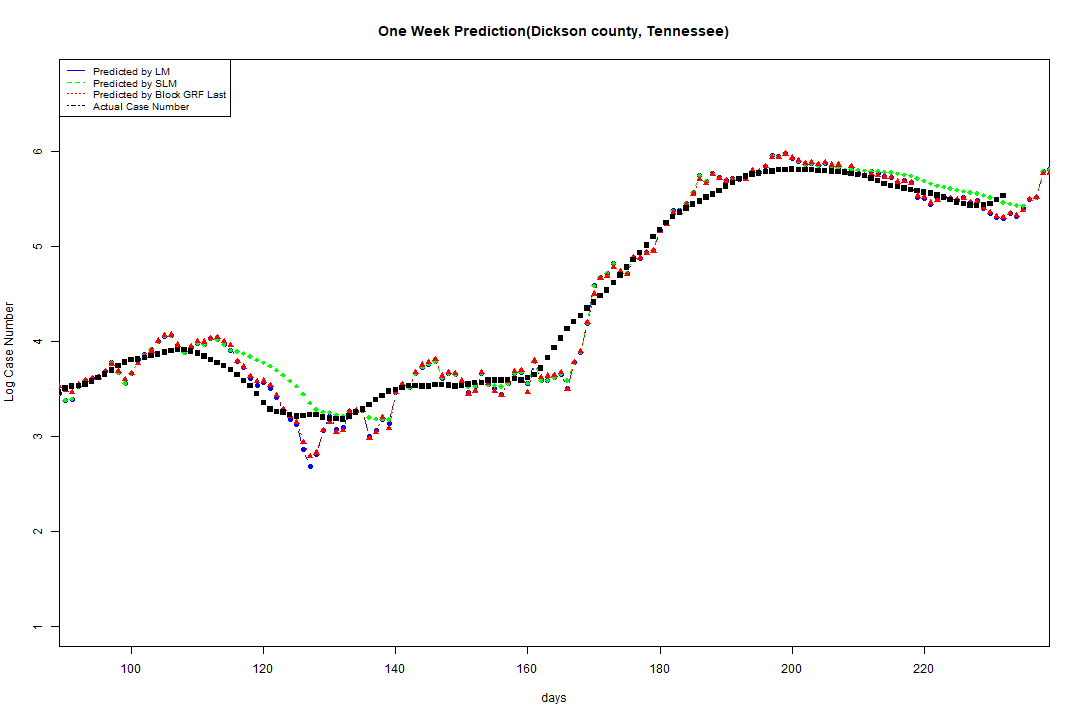 One Week Prediction(Dickson county, Tennessee)
Predicted by LM
Predicted by SLM
Predicted by Block GRF Last
Actual Case Number
Log Case Number
6
5
4
3
2
1
100 120 140 160 180 200 220
days